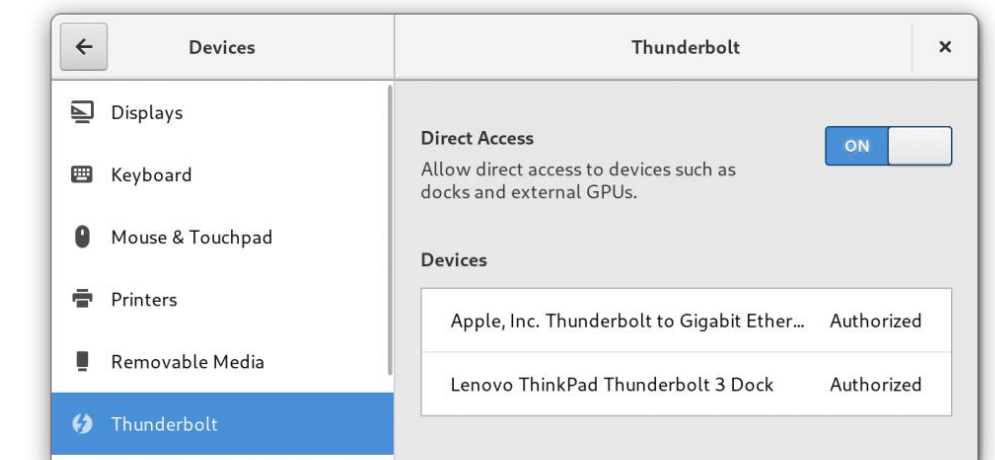 Devices
Thunderbolt
Displays
Keyboard
Mouse & Touchpad
Printers
Removable Media
Thunderbolt
Direct Access
ON
Allow direct access to devices such as
docks and external GPUs.
Devices
Apple, Inc. Thunderbolt to Gigabit Ether... Authorized
Lenovo ThinkPad Thunderbolt 3 Dock Authorized